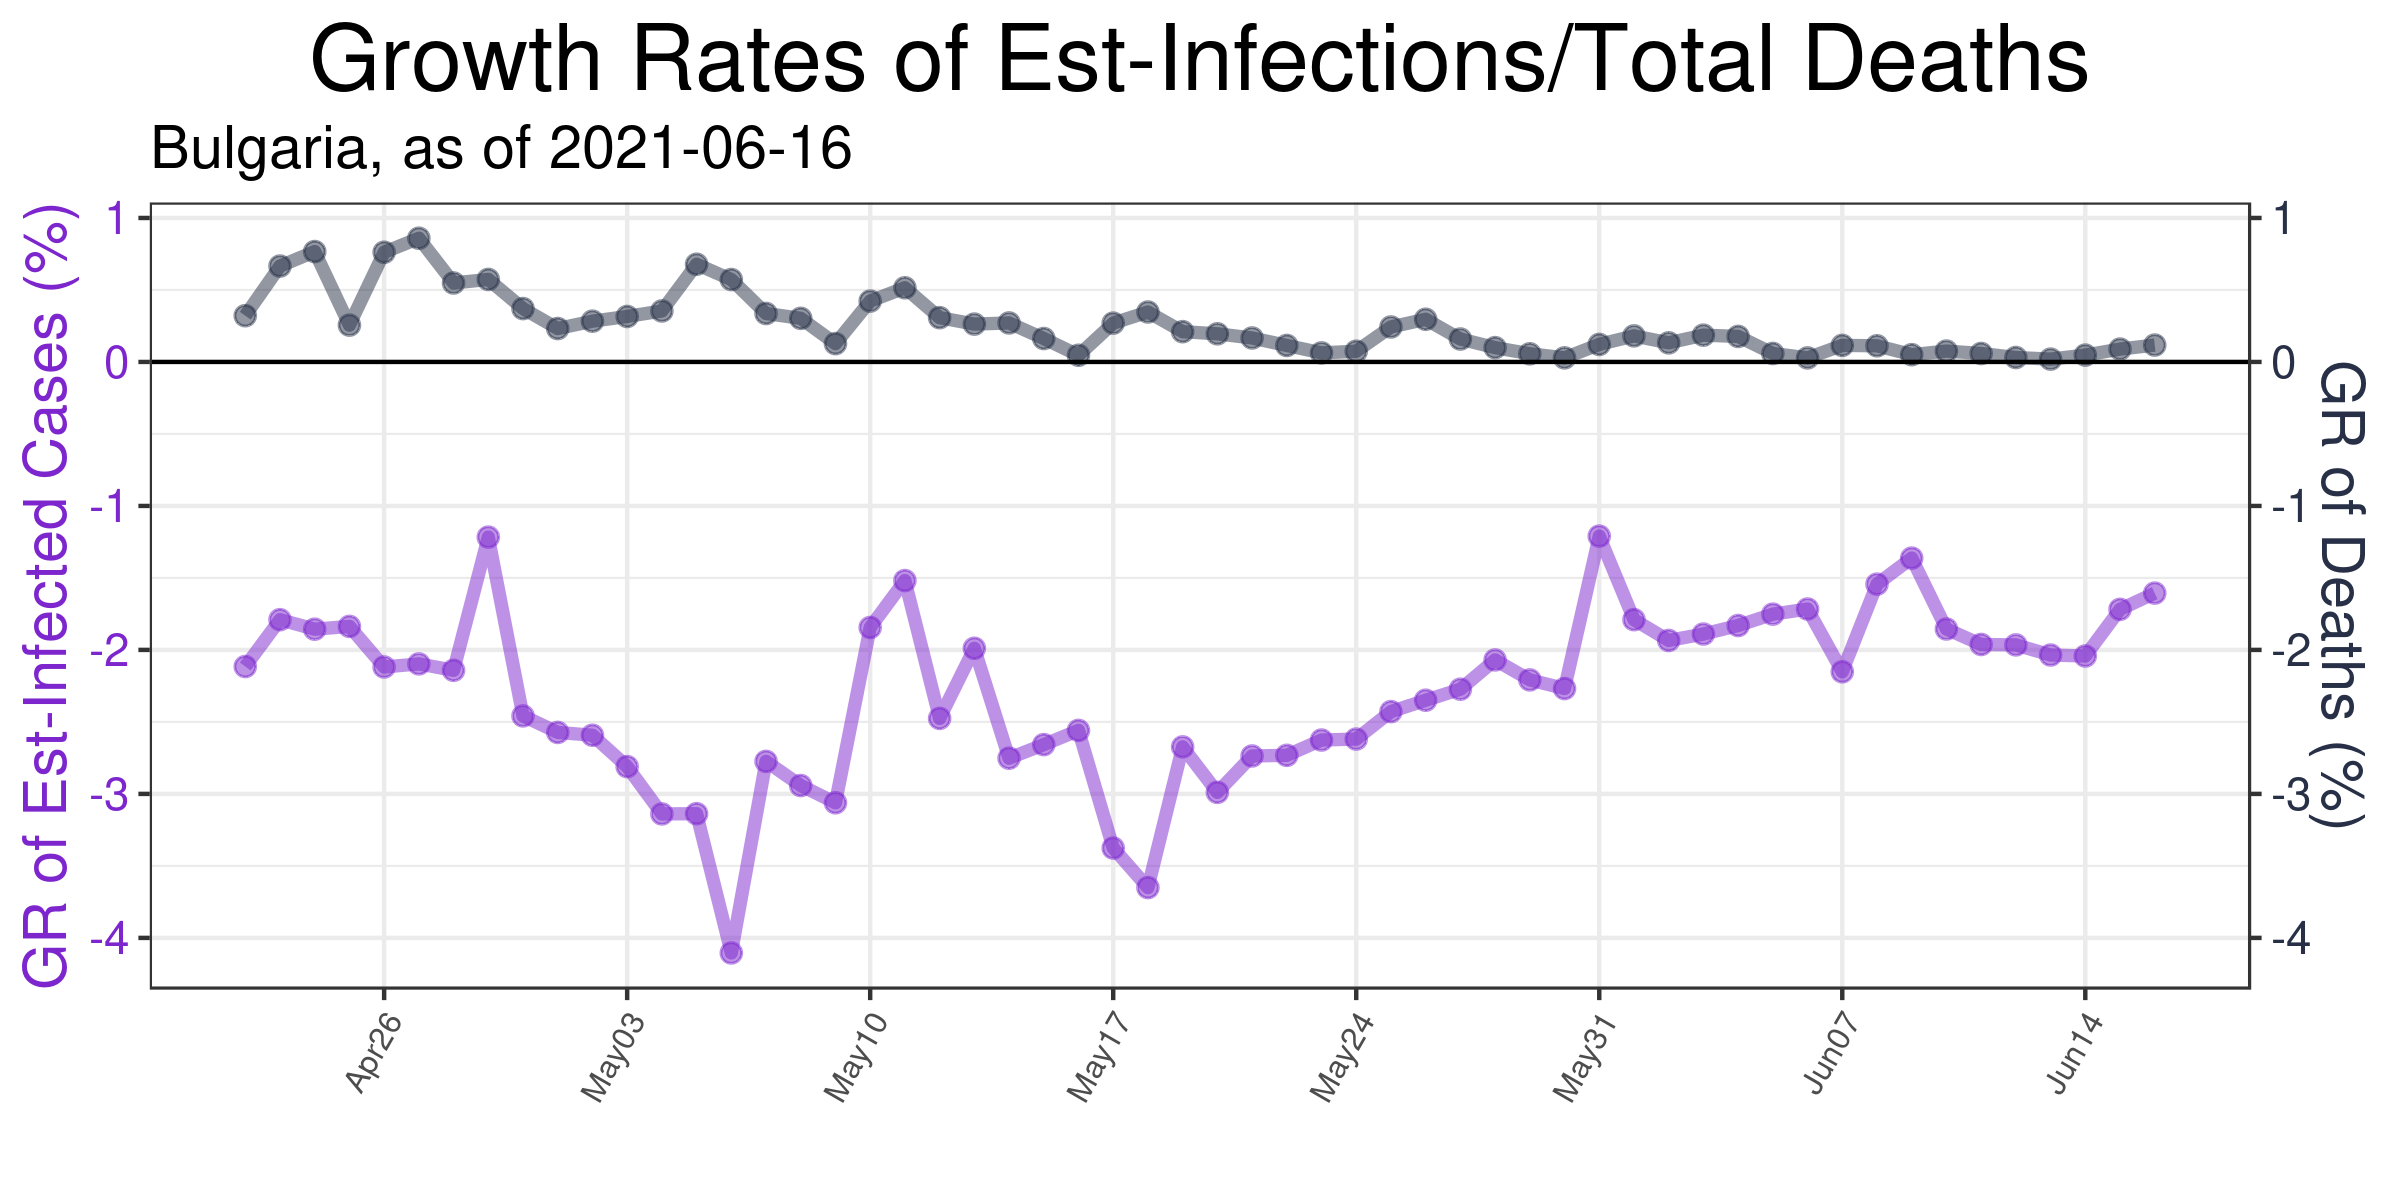 Growth Rates of Est-Infections/Total Deaths
Bulgaria, as of 2021-06-16
GR of Est-Infected Cases (%)
1
0
-1
-2
-3
-4
1
0
-1
-2
-3
-4
GR of Deaths (%)
Apr26
May03
May10
May17
May24
May31
Jun07
Jun14